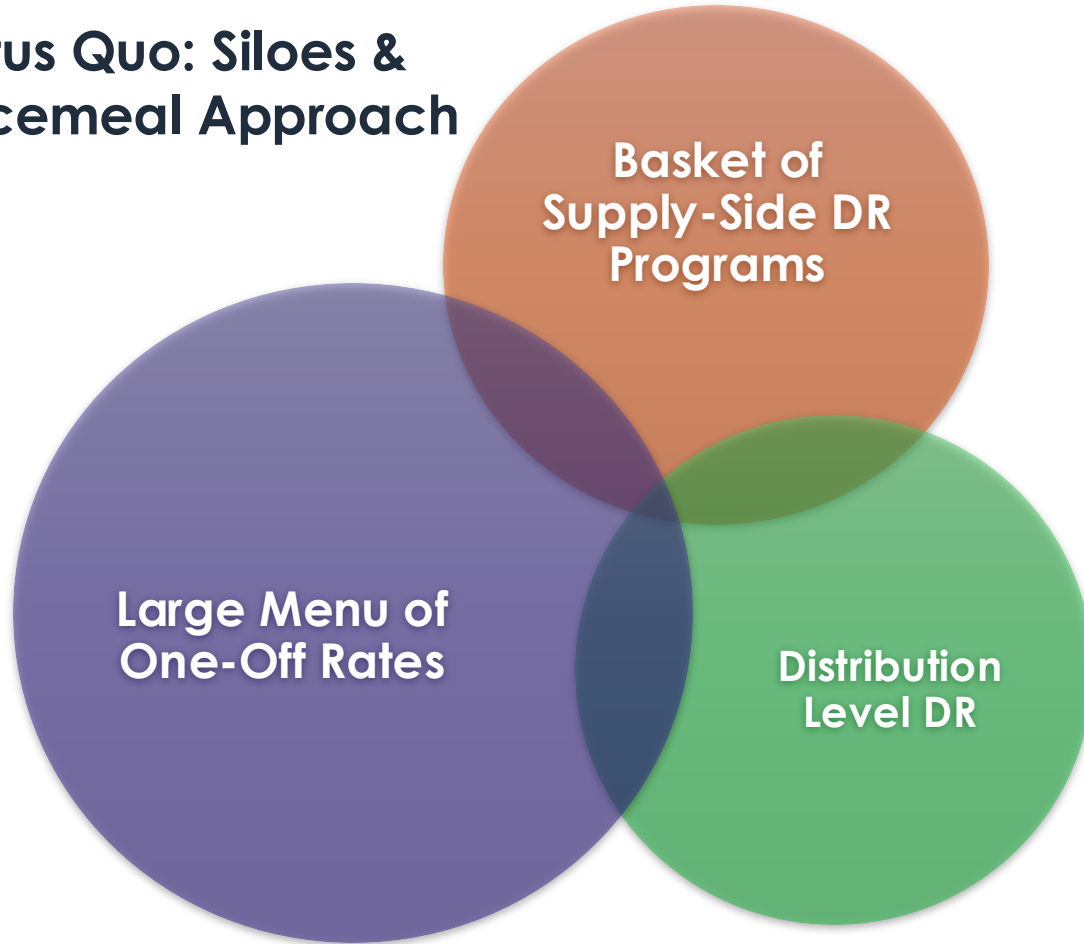 tus Quo: Siloes &
cemeal Approach
Basket of
Supply-Side DR
Programs
Large Menu of
One-Off Rates
Distribution
Level DR